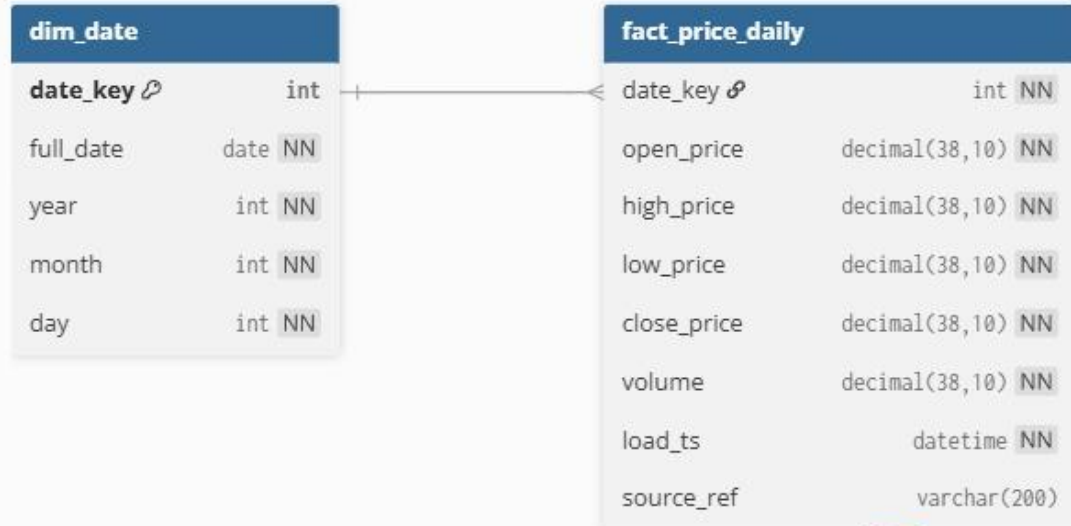 dim_date
date_key int
full_date date NN
year int NN
month int NN
day int NN
fact_price_daily
date_key int NN
open_price decimal(38,10) NN
high_price decimal(38,10) NN
low_price decimal(38,10) NN
close_price decimal(38,10) NN
volume decimal(38,10) NN
load_ts datetime NN
source_ref varchar(200)